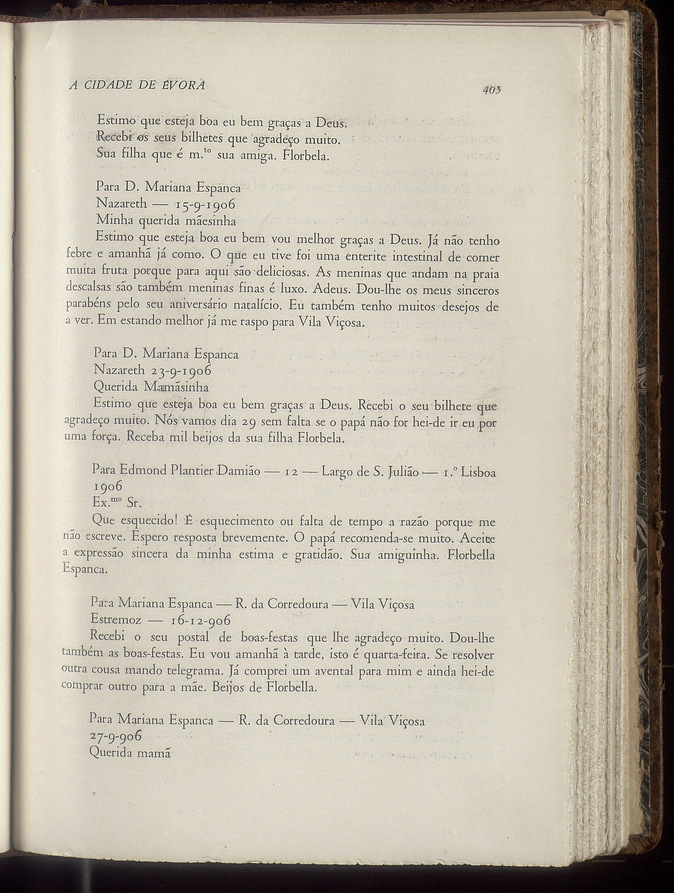 A CIDADE DE ÉVORA
403
Estimo que esteja boa eu bem graças a Deus.
Recebi os seus bilhetes que agradeço muito.
Sua filha que é m.to sua amiga. Florbela.
Para D. Mariana Espanca
Nazareth — 15-9-1906
Minha querida mãesinha
Estimo que esteja boa eu bem vou melhor graças a Deus. Já não tenho
febre e amanhã já como. O que eu tive foi uma enterite intestinal de comer
muita fruta porque para aqui são deliciosas. As meninas que andam na praia
descalsas são também meninas finas é luxo. Adeus. Dou-lhe os meus sinceros
parabéns pelo seu aniversário natalício. Eu também tenho muitos desejos de
a ver. Em estando melhor já me raspo para Vila Viçosa.
Para D. Mariana Espanca
Nazareth 23-9-1906
Querida Mamãsinha
Estimo que esteja boa eu bem graças a Deus. Recebi o seu bilhete que
agradeço muito. Nós vamos dia 29 sem falta se o papá não for hei-de ir eu por
uma força. Receba mil beijos da sua filha Florbela.
Para Edmond Plantier Damião — 12 — Largo de S. Julião — 1.º Lisboa
1906
Ex.mo Sr.
Que esquecido! É esquecimento ou falta de tempo a razão porque me
não escreve. Espero resposta brevemente. O papá recomenda-se muito. Aceite
a expressão sincera da minha estima e gratidão. Sua amiguinha. Florbella
Espanca.
Para Mariana Espanca — R. da Corredoura — Vila Viçosa
Estremoz — 16-12-906
Recebi o seu postal de boas-festas que lhe agradeço muito. Dou-lhe
também as boas-festas. Eu vou amanhã à tarde, isto é quarta-feira. Se resolver
outra cousa mando telegrama. Já comprei um avental para mim e ainda hei-de
comprar outro para a mãe. Beijos de Florbella.
Para Mariana Espanca — R. da Corredoura — Vila Viçosa
27-9-906
Querida mamã